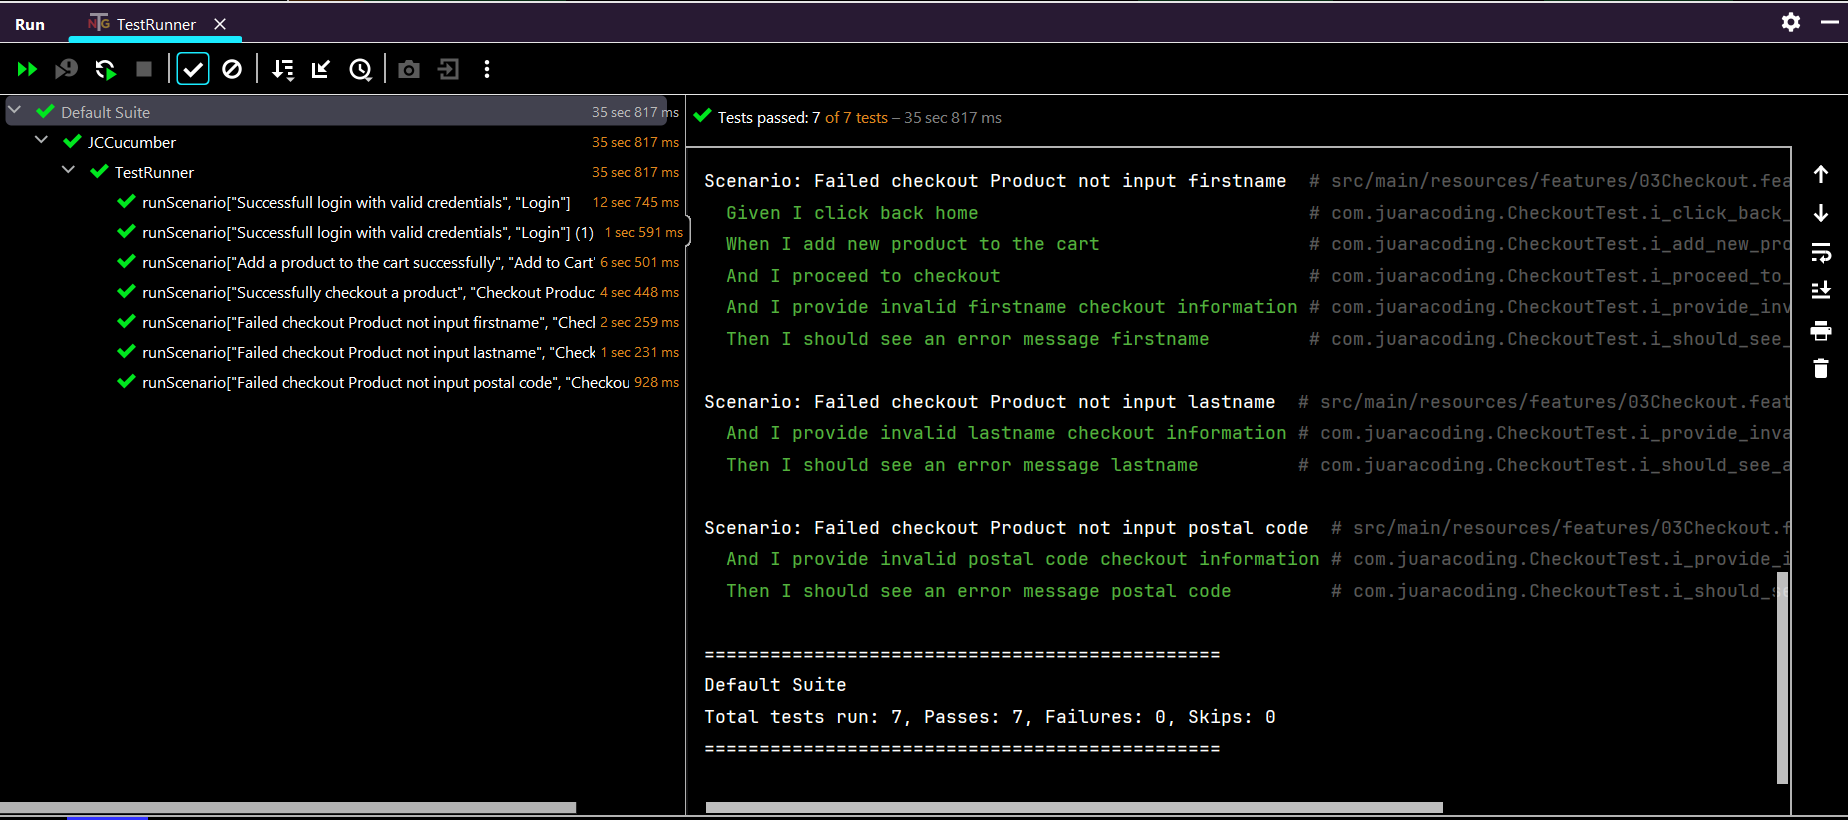 Run
NTG TestRunner
Default Suite 35 sec 817 ms
JCCucumber 35 sec 817 ms
TestRunner 35 sec 817 ms
runScenario["Successfull login with valid credentials", "Login"] 12 sec 745 ms
runScenario["Successfull login with valid credentials", "Login"] (1) 1 sec 591 ms
runScenario["Add a product to the cart successfully", "Add to Cart" 6 sec 501 ms
runScenario["Successfully checkout a product", "Checkout Produc 4 sec 448 ms
runScenario["Failed checkout Product not input firstname", "Checl 2 sec 259 ms
runScenario["Failed checkout Product not input lastname", "Check 1 sec 231 ms
runScenario["Failed checkout Product not input postal code", "Checkou 928 ms
Tests passed: 7 of 7 tests – 35 sec 817 ms
Scenario: Failed checkout Product not input firstname # src/main/resources/features/03Checkout.fea
Given I click back home # com.juaracoding.CheckoutTest.i_click_back_
When I add new product to the cart # com.juaracoding.CheckoutTest.i_add_new_pro
And I proceed to checkout # com.juaracoding.CheckoutTest.i_proceed_to_
And I provide invalid firstname checkout information # com.juaracoding.CheckoutTest.i_provide_inv
Then I should see an error message firstname # com.juaracoding.CheckoutTest.i_should_see_
Scenario: Failed checkout Product not input lastname # src/main/resources/features/03Checkout.feat
And I provide invalid lastname checkout information # com.juaracoding.CheckoutTest.i_provide_inva
Then I should see an error message lastname # com.juaracoding.CheckoutTest.i_should_see_a
Scenario: Failed checkout Product not input postal code # src/main/resources/features/03Checkout.f
And I provide invalid postal code checkout information # com.juaracoding.CheckoutTest.i_provide_i
Then I should see an error message postal code # com.juaracoding.CheckoutTest.i_should_se
===============================================
Default Suite
Total tests run: 7, Passes: 7, Failures: 0, Skips: 0
===============================================